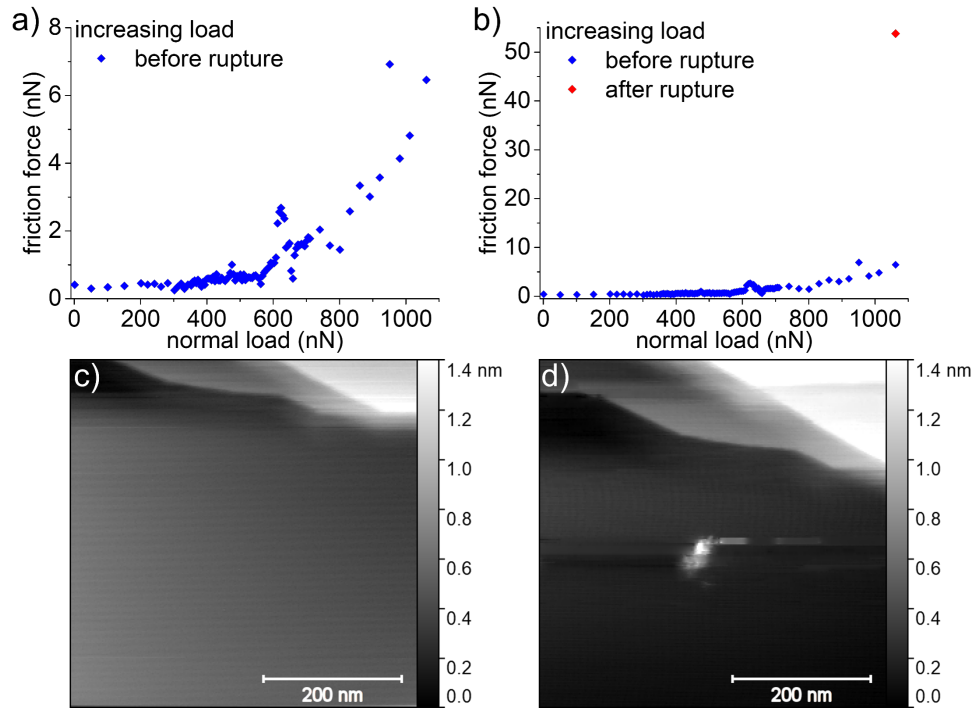 a)
increasing load
before rupture
friction force (nN)
8
6
4
2
0
0 200 400 600 800 1000
normal load (nN)
b)
increasing load
before rupture
after rupture
friction force (nN)
50
40
30
20
10
0
0 200 400 600 800 1000
normal load (nN)
c)
1.4 nm
1.2
1.0
0.8
0.6
0.4
0.2
0.0
200 nm
d)
1.4 nm
1.2
1.0
0.8
0.6
0.4
0.2
0.0
200 nm